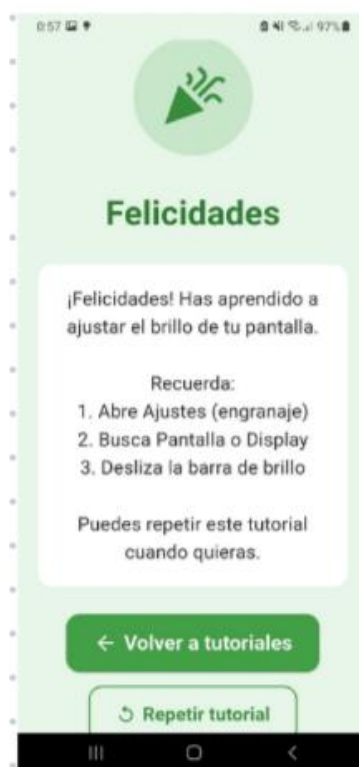 0:57
97%
Felicidades
¡Felicidades! Has aprendido a
ajustar el brillo de tu pantalla.
Recuerda:
1. Abre Ajustes (engranaje)
2. Busca Pantalla o Display
3. Desliza la barra de brillo
Puedes repetir este tutorial
cuando quieras.
← Volver a tutoriales
Repetir tutorial